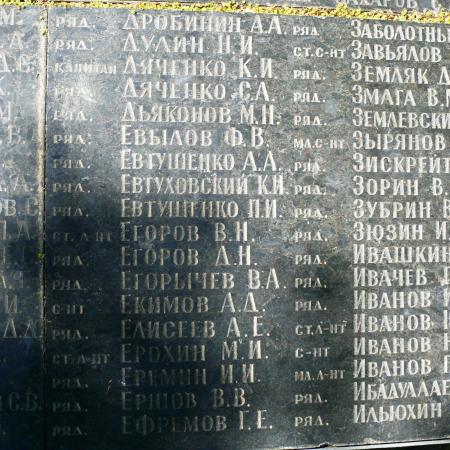 РЯД. ДРОБИНИН А.А.
РЯД. ДУЛИН Н.И.
КАПИТАН ДЯЧЕНКО К.И.
РЯД. ДЯЧЕНКО С.Л.
РЯД. ДЬЯКОНОВ М.Н.
РЯД. ЕВЫЛОВ Ф.В.
РЯД. ЕВТУШЕНКО А.А.
РЯД. ЕВТУХОВСКИЙ К.И.
РЯД. ЕВТУШЕНКО П.И.
СТ.Л-НТ ЕГОРОВ В.Н.
РЯД. ЕГОРОВ Д.Н.
РЯД. ЕГОРЫЧЕВ В.А.
С-НТ ЕКИМОВ А.Д.
РЯД. ЕЛИСЕЕВ А.Е.
СТ.Л-НТ ЕРОХИН М.И.
РЯД. ЕРЕМИН И.И.
РЯД. ЕРШОВ В.В.
РЯД. ЕФРЕМОВ Г.Е.
РЯД. ЗАБОЛОТНЫ
СТ.С-НТ ЗАВЬЯЛОВ
РЯД. ЗЕМЛЯК
РЯД. ЗМАГА В.
РЯД. ЗЕМЛЕВСКИ
МЛ.С-НТ ЗЫРЯНОВ
РЯД. ЗИСКРЕЙТ
РЯД. ЗОРИН В.
РЯД. ЗУБРИН
РЯД. ЗЮЗИН И
РЯД. ИВАШКИН
РЯД. ИВАЧЕВ
РЯД. ИВАНОВ
СТ.Л-НТ ИВАНОВ
С-НТ ИВАНОВ
МЛ.Л-НТ ИВАНОВ
РЯД. ИБАДУЛЛАЕ
РЯД. ИЛЬЮХИН